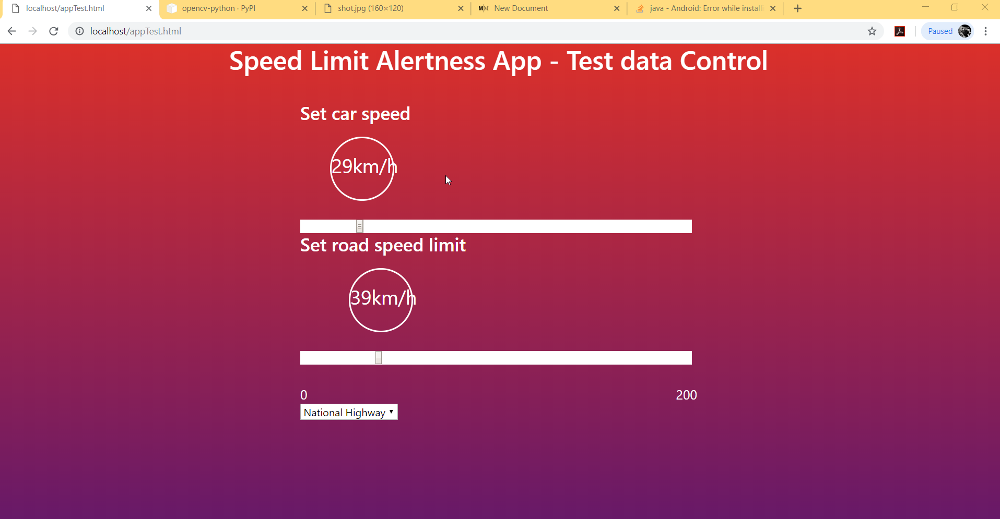 localhost/appTest.html
opencv-python · PyPI
shot.jpg (160×120)
New Document
java - Android: Error while install
localhost/appTest.html
Paused
Speed Limit Alertness App - Test data Control
Set car speed
29km/h
Set road speed limit
39km/h
0 200
National Highway